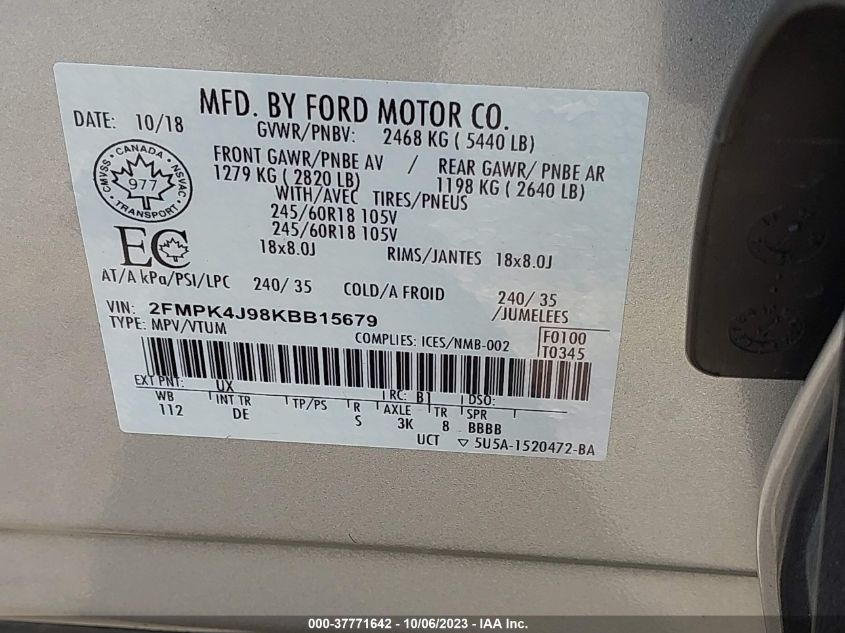 MFD. BY FORD MOTOR CO.
DATE: 10/18
GVWR/PNBV: 2468 KG ( 5440 LB)
FRONT GAWR/PNBE AV / REAR GAWR/ PNBE AR
1279 KG ( 2820 LB) 1198 KG ( 2640 LB)
WITH/AVEC TIRES/PNEUS
245/60R18 105V
245/60R18 105V
18x8.0J RIMS/JANTES 18x8.0J
CANADA
CMVSS
NSVAC
977
TRANSPORT
EC
AT/A kPa/PSI/LPC 240/ 35 COLD/A FROID 240/ 35
/JUMELEES
VIN: 2FMPK4J98KBB15679
TYPE: MPV/VTUM
COMPLIES: ICES/NMB-002
F0100
T0345
EXT PNT: UX RC: B1 DSO:
WB INT TR TP/PS R AXLE TR SPR
112 DE S 3K 8 BBBB
UCT 5U5A-1520472-BA
000-37771642 - 10/06/2023 - IAA Inc.